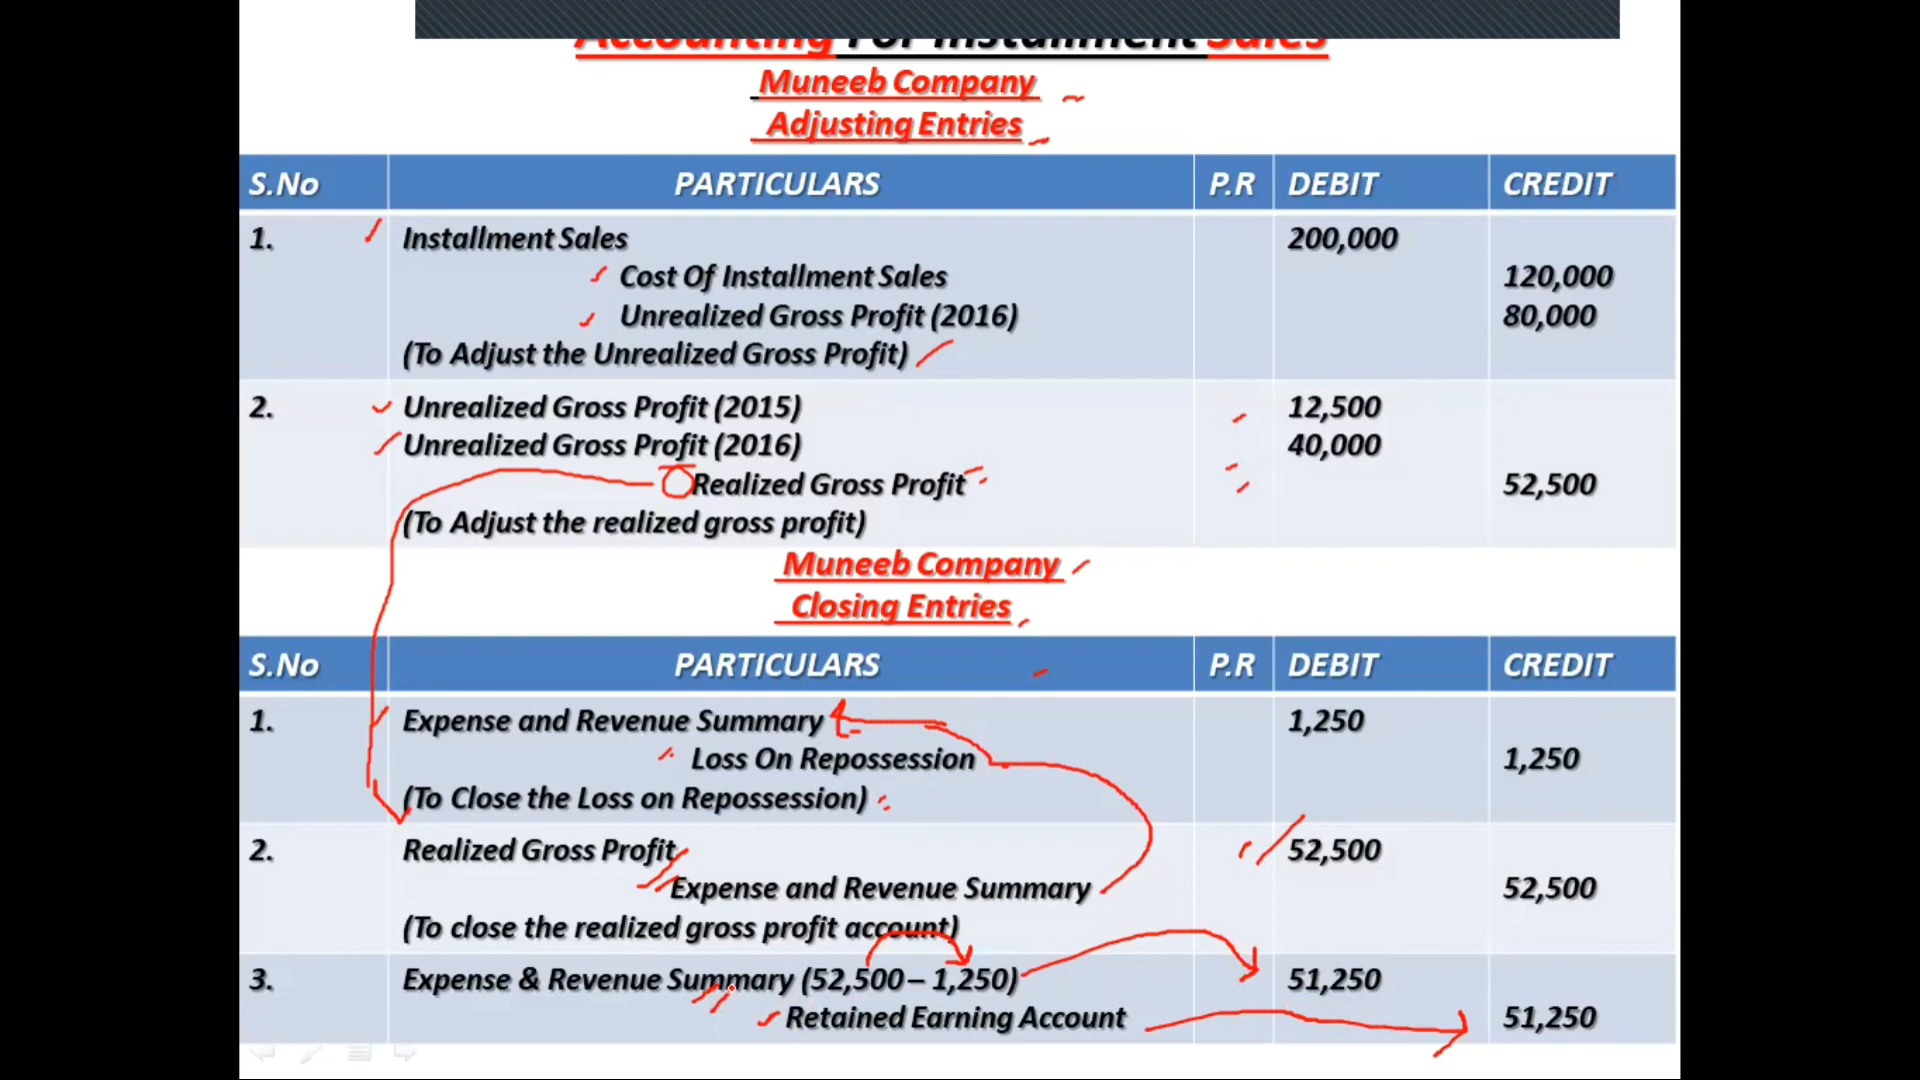 Accounting For Installment Sales
Muneeb Company
Adjusting Entries
S.No PARTICULARS P.R DEBIT CREDIT
1. Installment Sales 200,000
Cost Of Installment Sales 120,000
Unrealized Gross Profit (2016) 80,000
(To Adjust the Unrealized Gross Profit)
2. Unrealized Gross Profit (2015) 12,500
Unrealized Gross Profit (2016) 40,000
Realized Gross Profit 52,500
(To Adjust the realized gross profit)
Muneeb Company
Closing Entries
S.No PARTICULARS P.R DEBIT CREDIT
1. Expense and Revenue Summary 1,250
Loss On Repossession 1,250
(To Close the Loss on Repossession)
2. Realized Gross Profit 52,500
Expense and Revenue Summary 52,500
(To close the realized gross profit account)
3. Expense & Revenue Summary (52,500 – 1,250) 51,250
Retained Earning Account 51,250